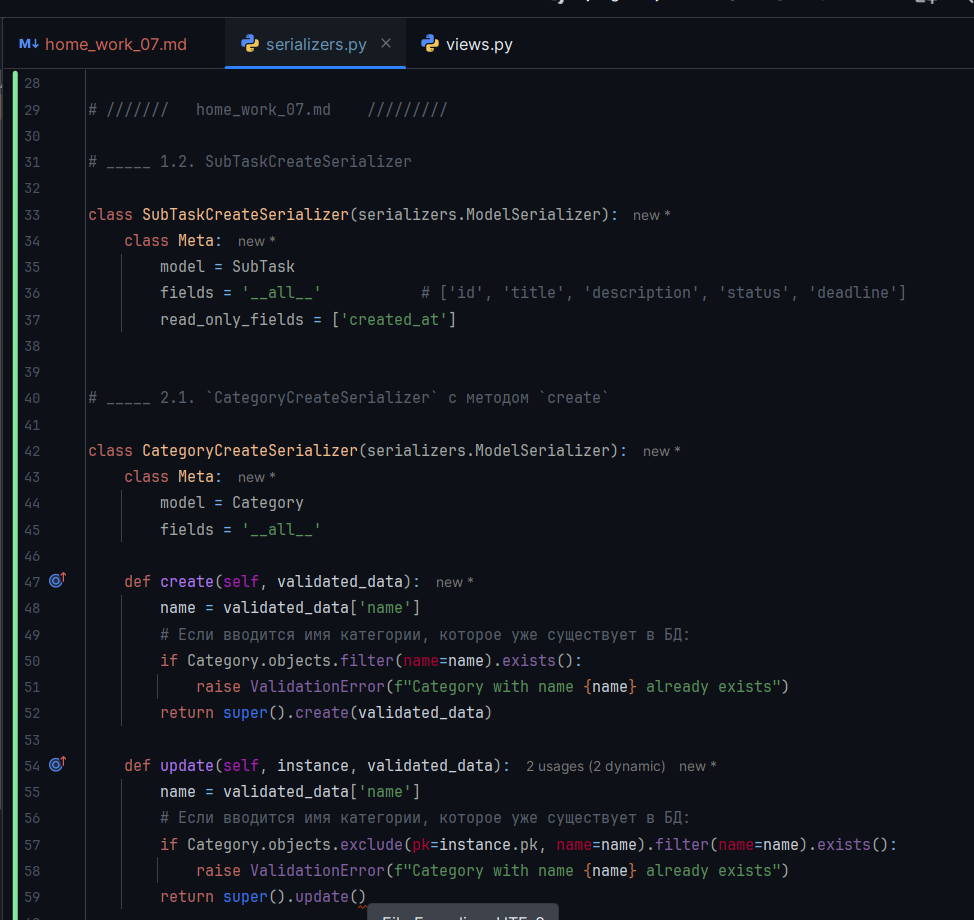 M↓ home_work_07.md serializers.py × views.py
28
29 # ///////   home_work_07.md    /////////
30
31 # _____ 1.2. SubTaskCreateSerializer
32
33 class SubTaskCreateSerializer(serializers.ModelSerializer):  new *
34     class Meta:  new *
35         model = SubTask
36         fields = '__all__'           # ['id', 'title', 'description', 'status', 'deadline']
37         read_only_fields = ['created_at']
38
39
40 # _____ 2.1. `CategoryCreateSerializer` с методом `create`
41
42 class CategoryCreateSerializer(serializers.ModelSerializer):  new *
43     class Meta:  new *
44         model = Category
45         fields = '__all__'
46
47     def create(self, validated_data):  new *
48         name = validated_data['name']
49         # Если вводится имя категории, которое уже существует в БД:
50         if Category.objects.filter(name=name).exists():
51             raise ValidationError(f"Category with name {name} already exists")
52         return super().create(validated_data)
53
54     def update(self, instance, validated_data):  2 usages (2 dynamic)  new *
55         name = validated_data['name']
56         # Если вводится имя категории, которое уже существует в БД:
57         if Category.objects.exclude(pk=instance.pk, name=name).filter(name=name).exists():
58             raise ValidationError(f"Category with name {name} already exists")
59         return super().update()